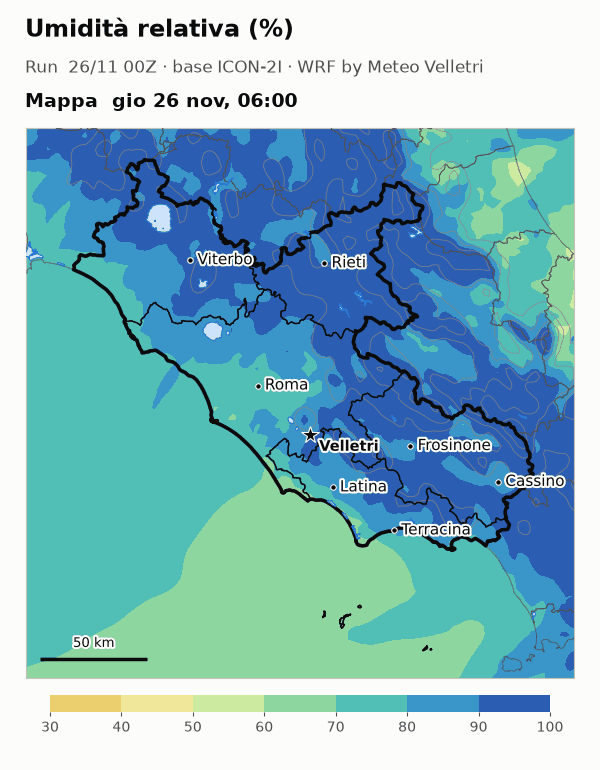 Umidità relativa (%)
Run  26/11 00Z · base ICON-2I · WRF by Meteo Velletri
Mappa  gio 26 nov, 06:00
Viterbo
Rieti
Roma
Velletri
Frosinone
Cassino
Latina
Terracina
50 km
30 40 50 60 70 80 90 100